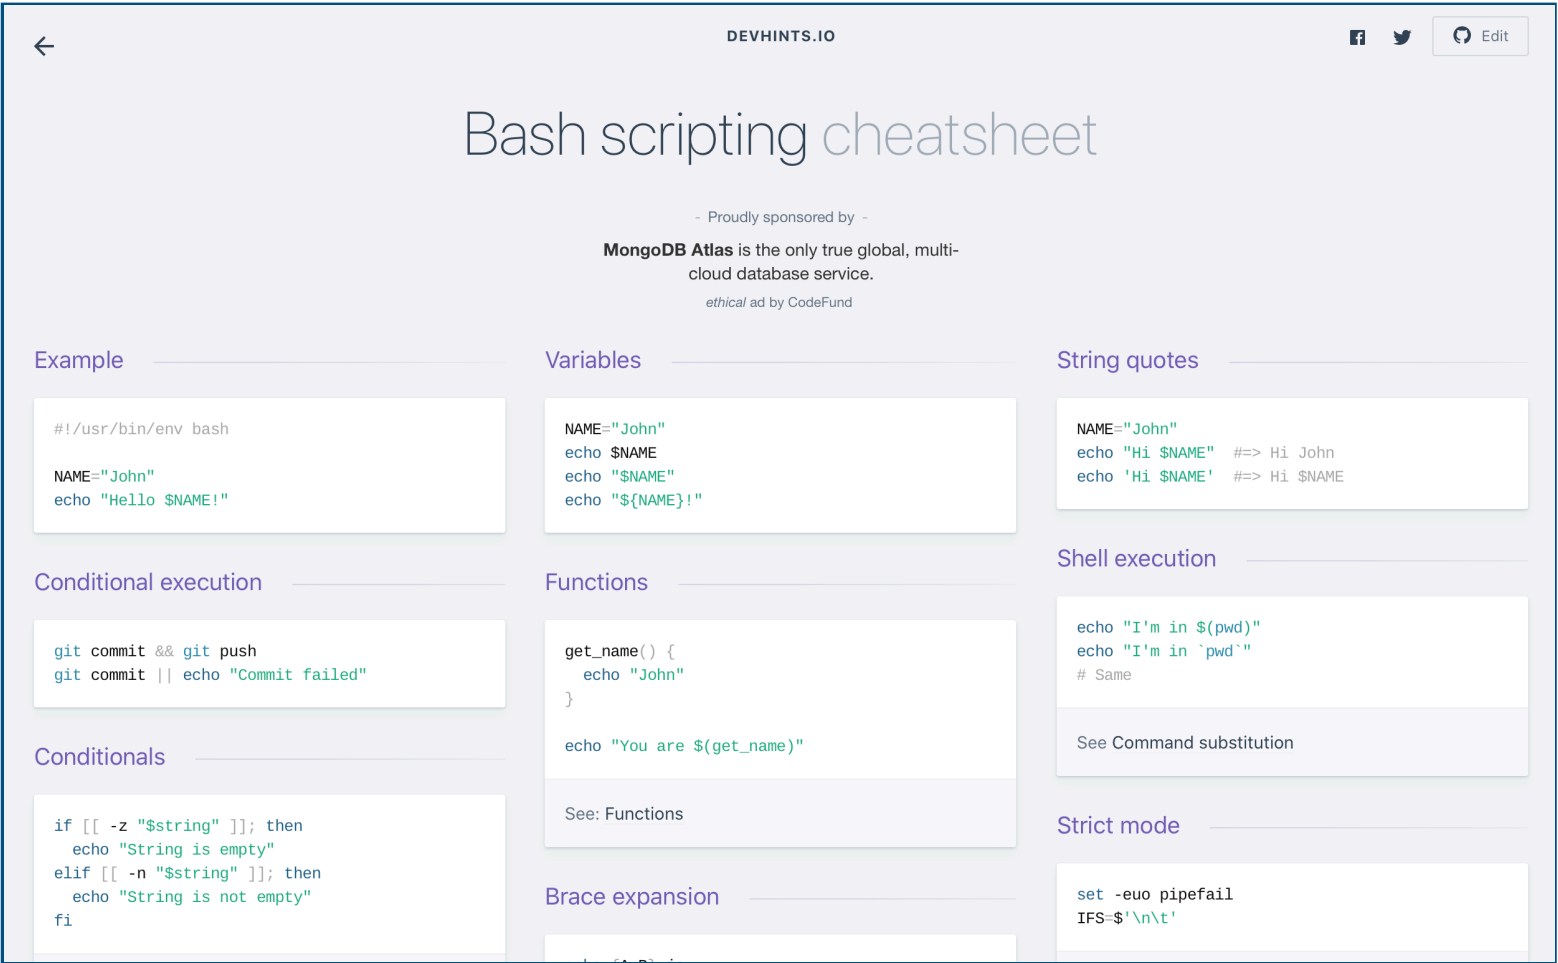 DEVHINTS.IO
Edit
Bash scripting cheatsheet
- Proudly sponsored by -
MongoDB Atlas is the only true global, multi-
cloud database service.
ethical ad by CodeFund
Example
#!/usr/bin/env bash
NAME="John"
echo "Hello $NAME!"
Conditional execution
git commit && git push
git commit || echo "Commit failed"
Conditionals
if [[ -z "$string" ]]; then
  echo "String is empty"
elif [[ -n "$string" ]]; then
  echo "String is not empty"
fi
Variables
NAME="John"
echo $NAME
echo "$NAME"
echo "${NAME}!"
Functions
get_name() {
  echo "John"
}
echo "You are $(get_name)"
See: Functions
Brace expansion
String quotes
NAME="John"
echo "Hi $NAME"  #=> Hi John
echo 'Hi $NAME'  #=> Hi $NAME
Shell execution
echo "I'm in $(pwd)"
echo "I'm in `pwd`"
# Same
See Command substitution
Strict mode
set -euo pipefail
IFS=$'\n\t'